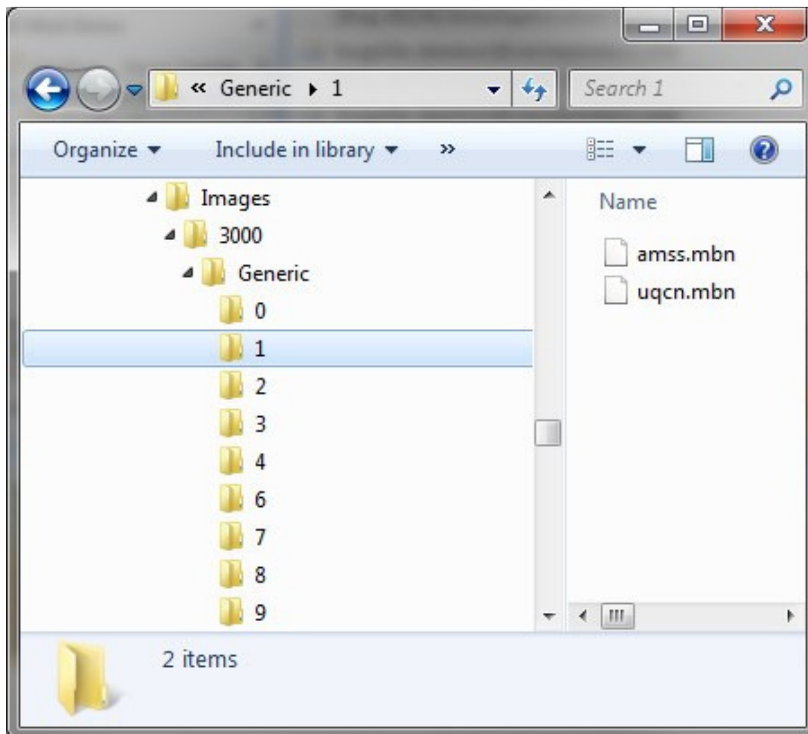 « Generic ▸ 1
Search 1
Organize ▾ Include in library ▾ »
Images
3000
Generic
0
1
2
3
4
6
7
8
9
Name
amss.mbn
uqcn.mbn
2 items